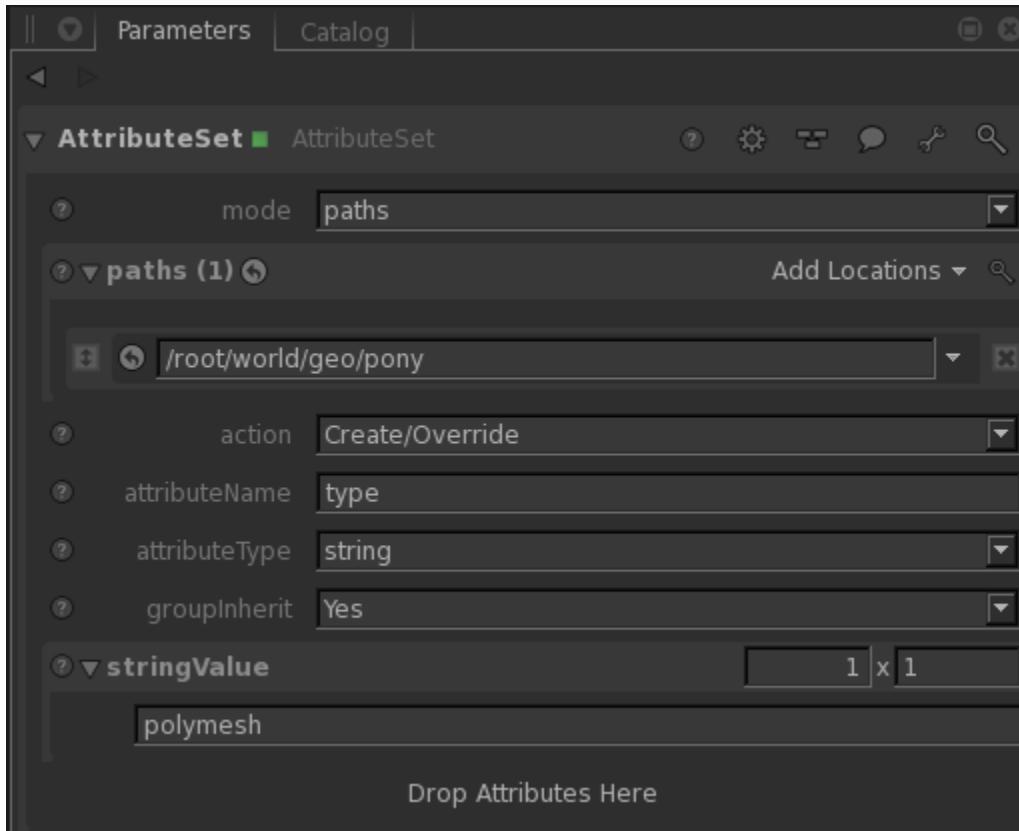 Parameters Catalog
AttributeSet AttributeSet
mode paths
paths (1) Add Locations
/root/world/geo/pony
action Create/Override
attributeName type
attributeType string
groupInherit Yes
stringValue 1 x 1
polymesh
Drop Attributes Here